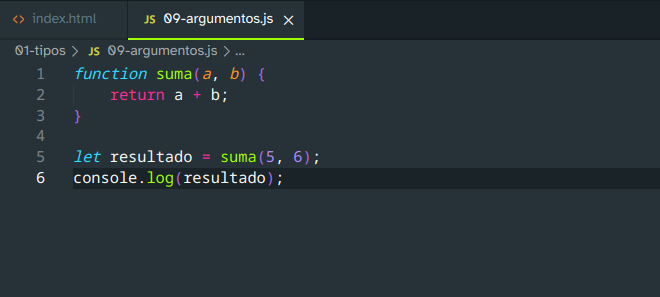 index.html JS 09-argumentos.js
01-tipos > JS 09-argumentos.js > ...
1 function suma(a, b) {
2 return a + b;
3 }
4
5 let resultado = suma(5, 6);
6 console.log(resultado);